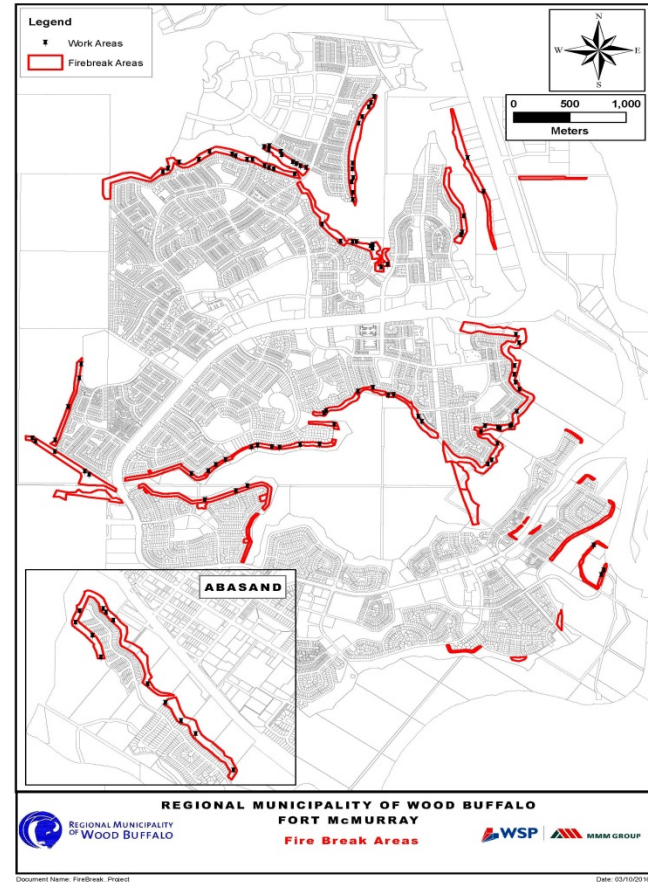 Legend
Work Areas
Firebreak Areas
N
W
E
S
0 500 1,000
Meters
ABASAND
REGIONAL MUNICIPALITY OF WOOD BUFFALO
FORT McMURRAY
Fire Break Areas
REGIONAL MUNICIPALITY
OF WOOD BUFFALO
WSP
MMM GROUP
Document Name: FireBreak_Project
Date: 03/10/2016